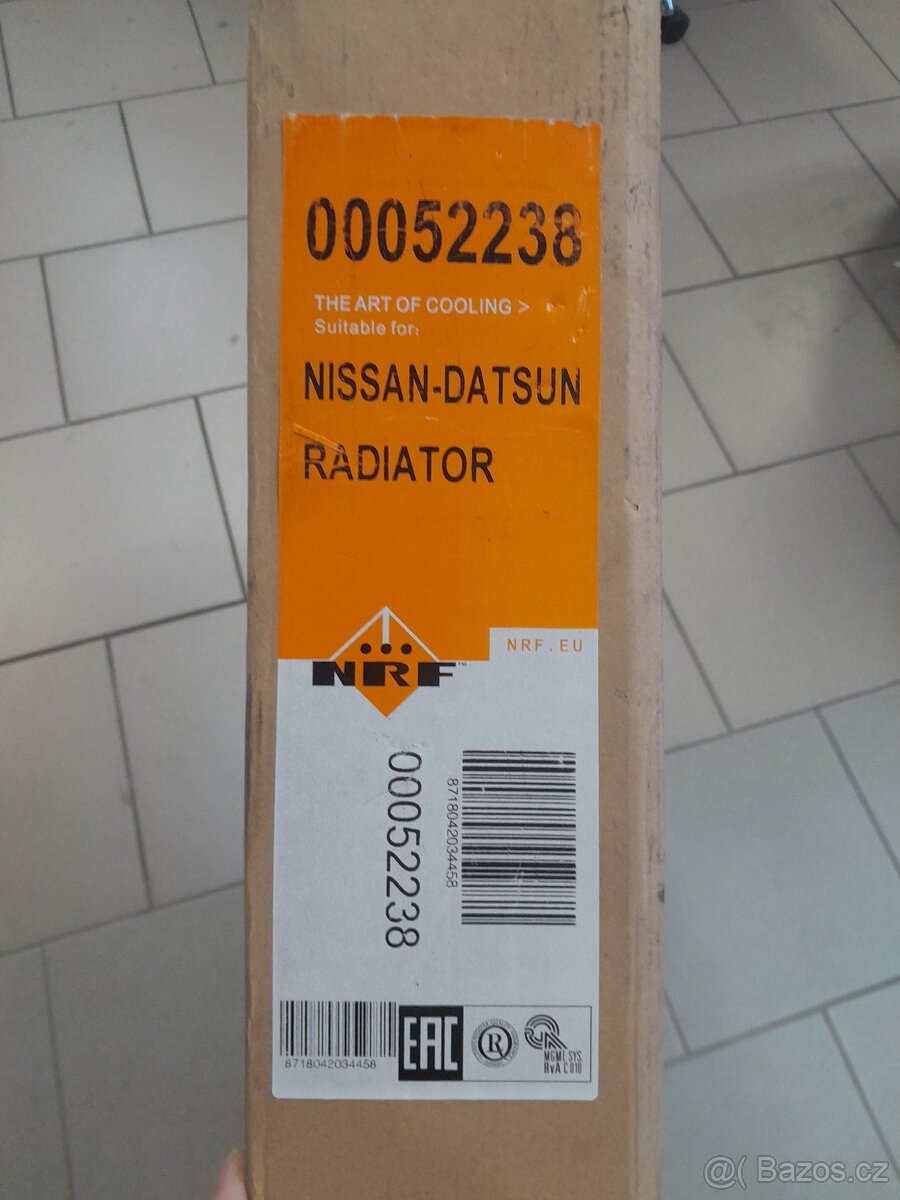 00052238
THE ART OF COOLING >
Suitable for:
NISSAN-DATSUN
RADIATOR
NRF.EU
NRF™
00052238
8718042034458
8718042034458
EAC
R
MGMT. SYS
RvA C 010
@( Bazos.cz